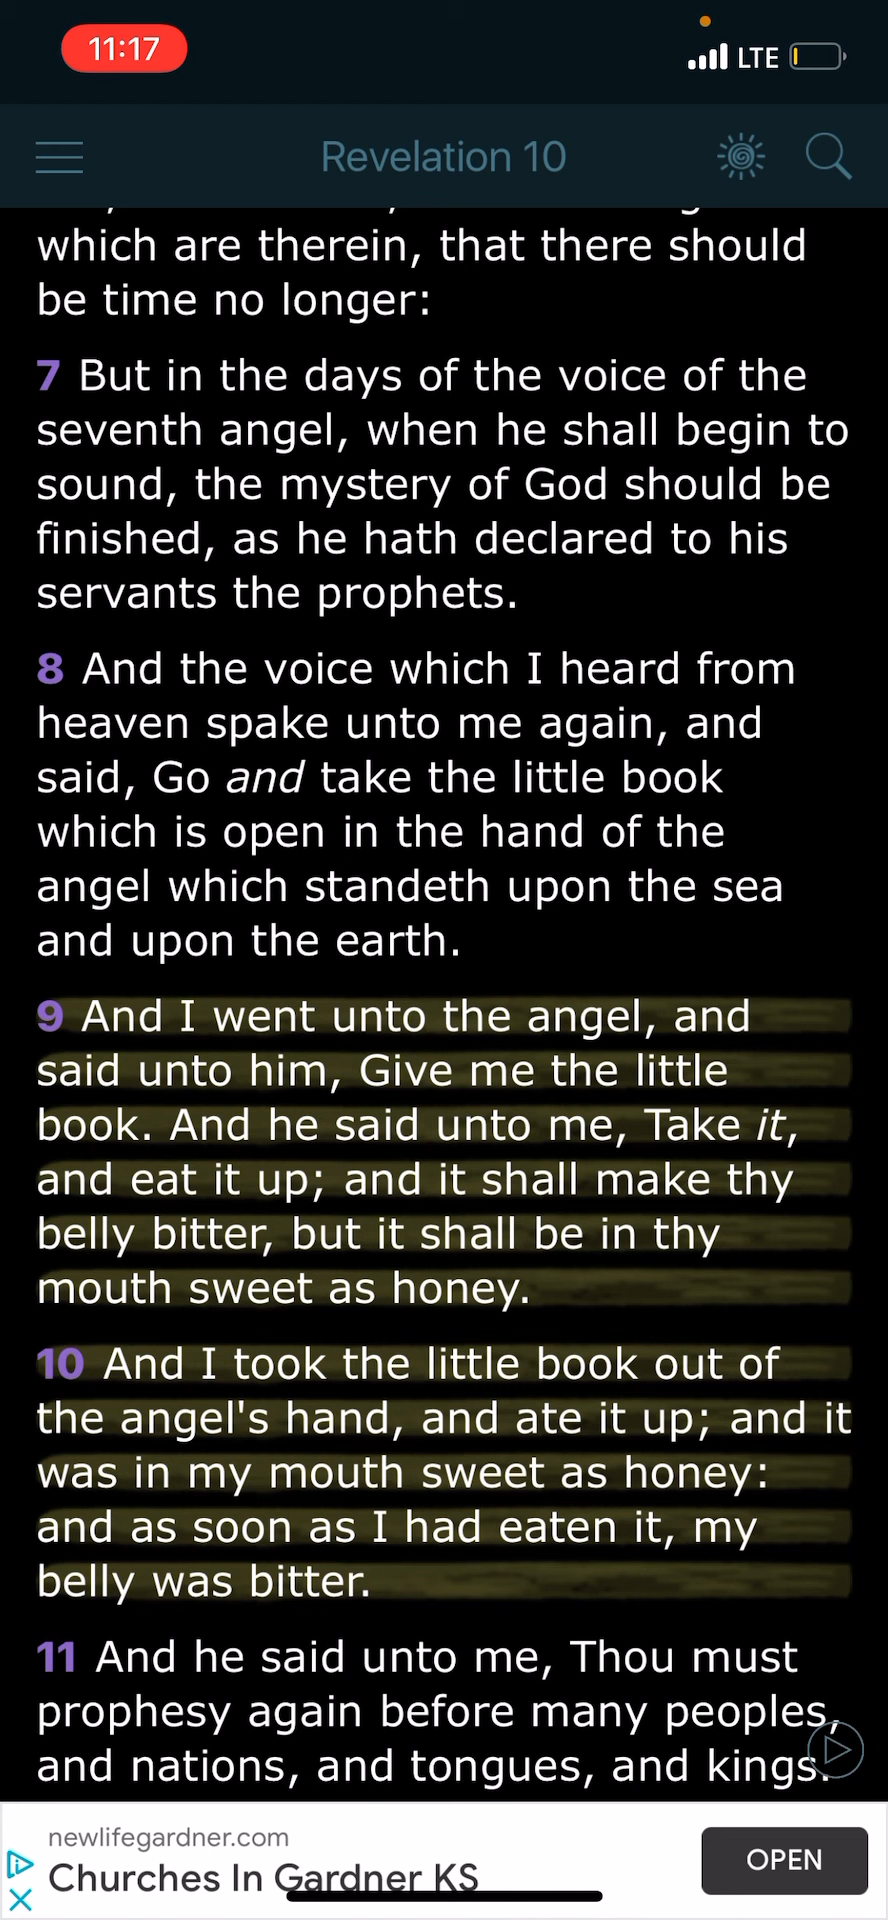 11:17
LTE
Revelation 10
which are therein, that there should
be time no longer:
7 But in the days of the voice of the
seventh angel, when he shall begin to
sound, the mystery of God should be
finished, as he hath declared to his
servants the prophets.
8 And the voice which I heard from
heaven spake unto me again, and
said, Go and take the little book
which is open in the hand of the
angel which standeth upon the sea
and upon the earth.
9 And I went unto the angel, and
said unto him, Give me the little
book. And he said unto me, Take it,
and eat it up; and it shall make thy
belly bitter, but it shall be in thy
mouth sweet as honey.
10 And I took the little book out of
the angel's hand, and ate it up; and it
was in my mouth sweet as honey:
and as soon as I had eaten it, my
belly was bitter.
11 And he said unto me, Thou must
prophesy again before many peoples,
and nations, and tongues, and kings.
newlifegardner.com
Churches In Gardner KS
OPEN